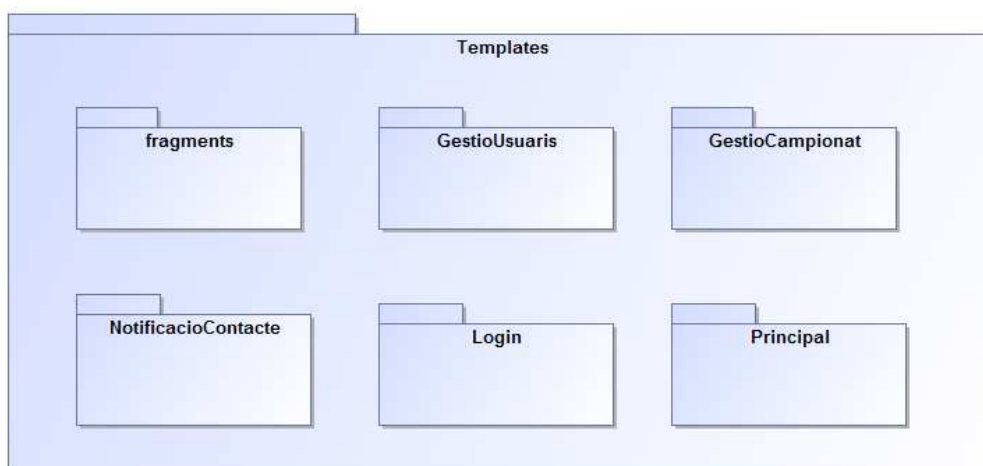 Templates
fragments
GestioUsuaris
GestioCampionat
NotificacioContacte
Login
Principal